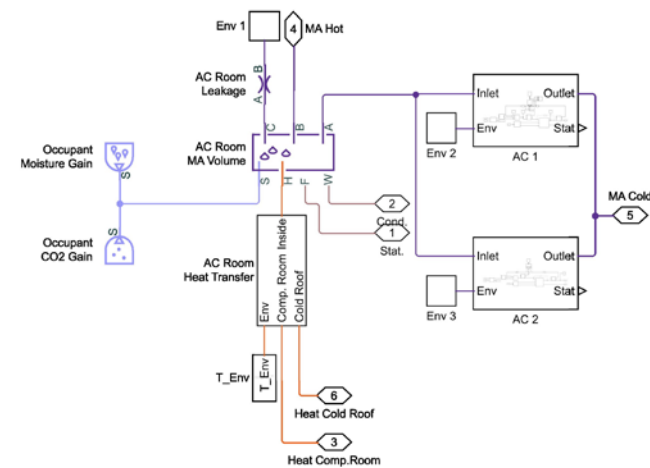 Env 1
4
MA Hot
B
AC Room
Leakage
A
C
B
A
AC Room
MA Volume
S
H
F
W
Occupant
Moisture Gain
S
S
Occupant
CO2 Gain
2
Cond.
1
Stat.
Inside
AC Room
Heat Transfer
Env
Comp. Room
Cold Roof
T_Env
T_Env
6
Heat Cold Roof
3
Heat Comp.Room
Inlet
Outlet
Env
Stat
Env 2
AC 1
MA Cold
5
Inlet
Outlet
Env
Stat
Env 3
AC 2